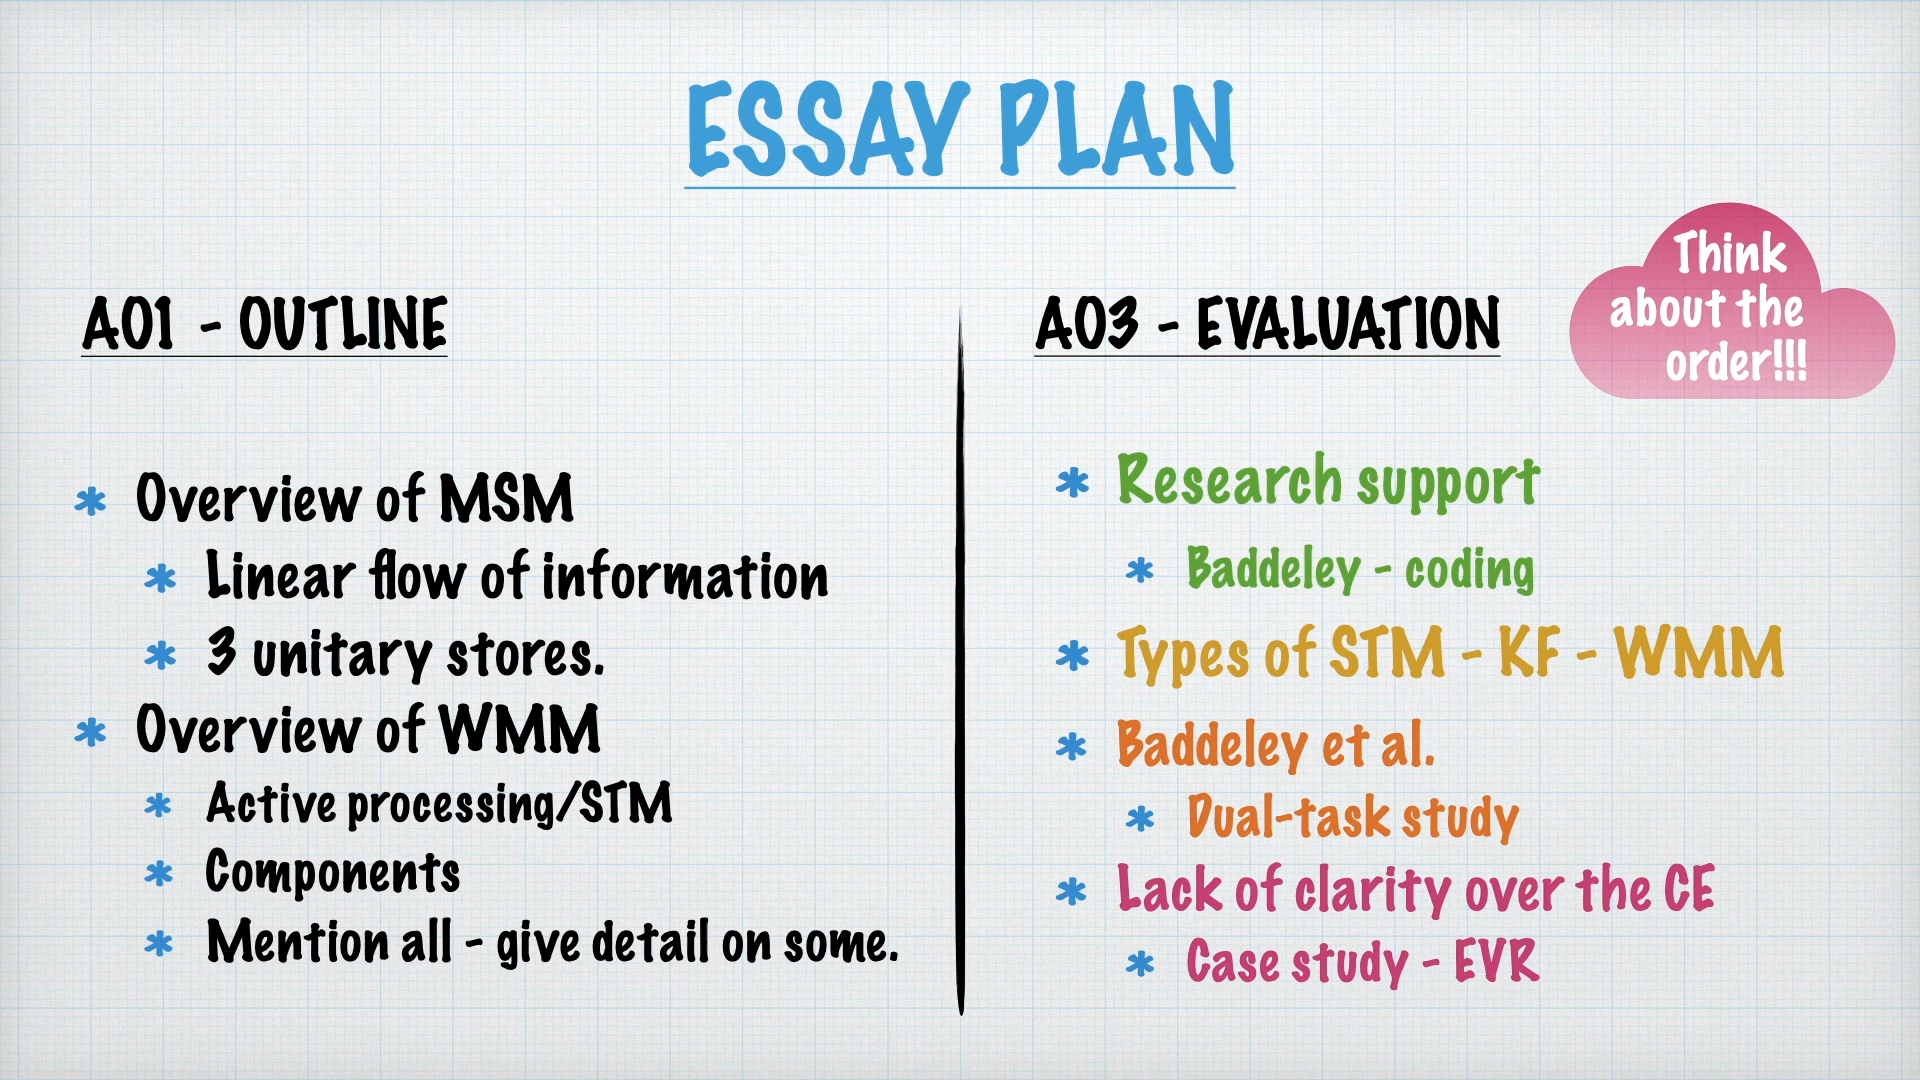 ESSAY PLAN
AO1 - OUTLINE
* Overview of MSM
* Linear flow of information
* 3 unitary stores.
* Overview of WMM
* Active processing/STM
* Components
* Mention all - give detail on some.
AO3 - EVALUATION
Think
about the
order!!!
* Research support
* Baddeley - coding
* Types of STM - KF - WMM
* Baddeley et al.
* Dual-task study
* Lack of clarity over the CE
* Case study - EVR